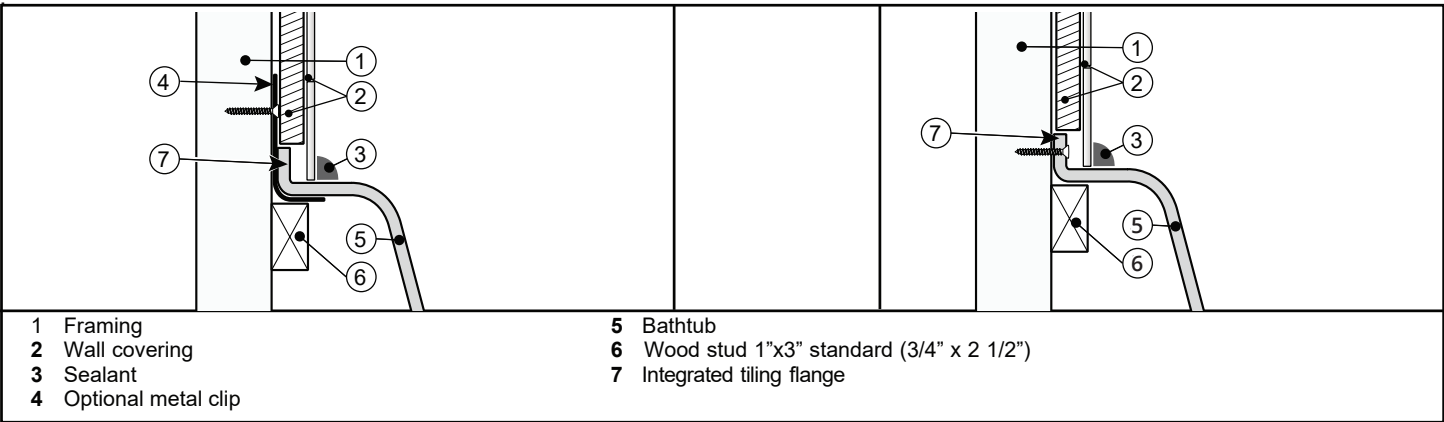 1
4
2
7
3
5
6
1
2
7
3
5
6
1 Framing
2 Wall covering
3 Sealant
4 Optional metal clip
5 Bathtub
6 Wood stud 1”x3” standard (3/4” x 2 1/2”)
7 Integrated tiling flange